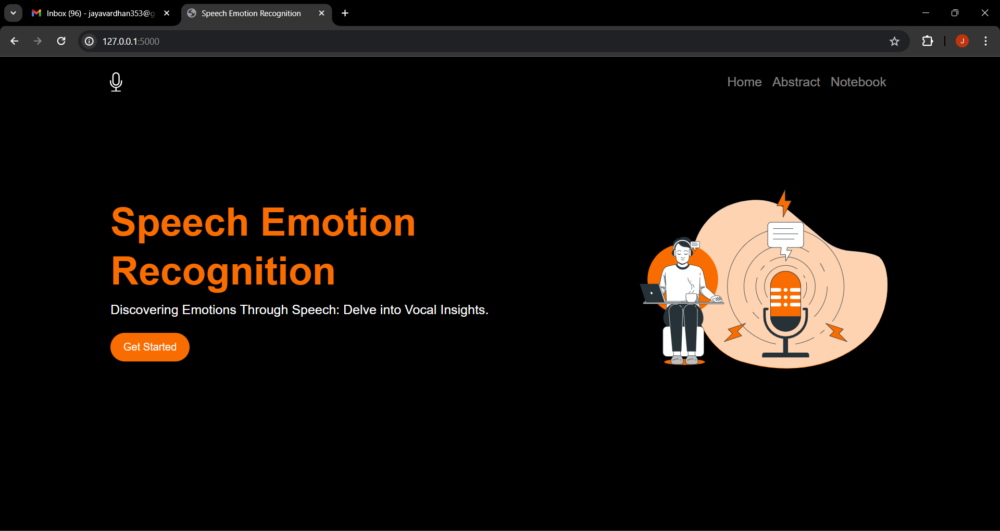 Inbox (96) - jayavardhan353@g
Speech Emotion Recognition
127.0.0.1:5000
J
Home Abstract Notebook
Speech Emotion
Recognition
Discovering Emotions Through Speech: Delve into Vocal Insights.
Get Started